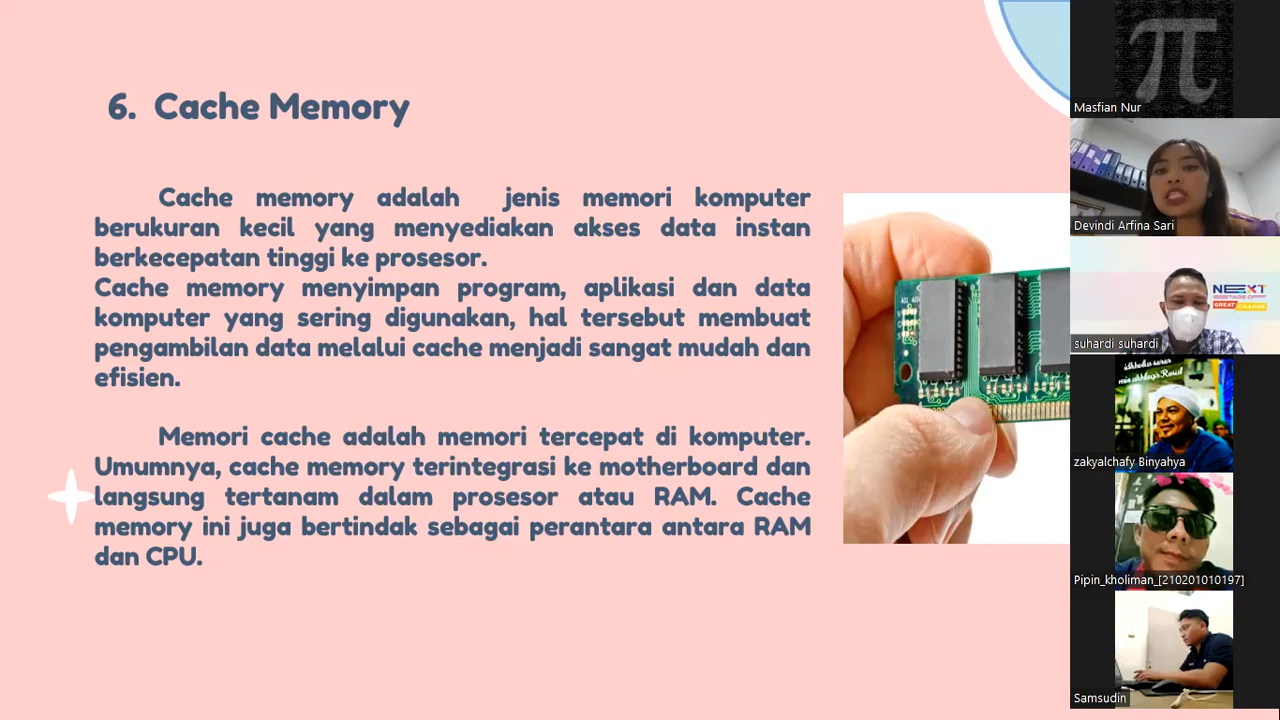 6. Cache Memory
Cache memory adalah jenis memori komputer
berukuran kecil yang menyediakan akses data instan
berkecepatan tinggi ke prosesor.
Cache memory menyimpan program, aplikasi dan data
komputer yang sering digunakan, hal tersebut membuat
pengambilan data melalui cache menjadi sangat mudah dan
efisien.
Memori cache adalah memori tercepat di komputer.
Umumnya, cache memory terintegrasi ke motherboard dan
langsung tertanam dalam prosesor atau RAM. Cache
memory ini juga bertindak sebagai perantara antara RAM
dan CPU.
Masfian Nur
Devindi Arfina Sari
NEXT
GREAT
suhardi suhardi
zakyalchafy Binyahya
Pipin_kholiman_[210201010197]
Samsudin